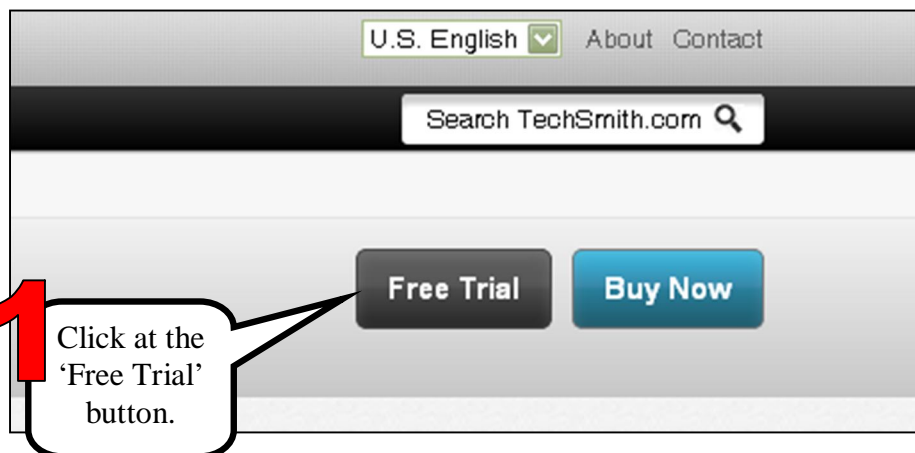 U.S. English About Contact
Search TechSmith.com
Free Trial Buy Now
1
Click at the
‘Free Trial’
button.